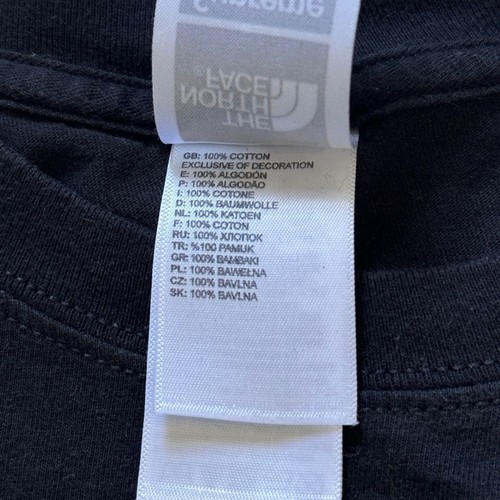 Supreme
THE
NORTH
FACE
®
GB: 100% COTTON
EXCLUSIVE OF DECORATION
E: 100% ALGODÓN
P: 100% ALGODÃO
I: 100% COTONE
D: 100% BAUMWOLLE
NL: 100% KATOEN
F: 100% COTON
RU: 100% ХЛОПОК
TR: %100 PAMUK
GR: 100% BAMBAKI
PL: 100% BAWEŁNA
CZ: 100% BAVLNA
SK: 100% BAVLNA